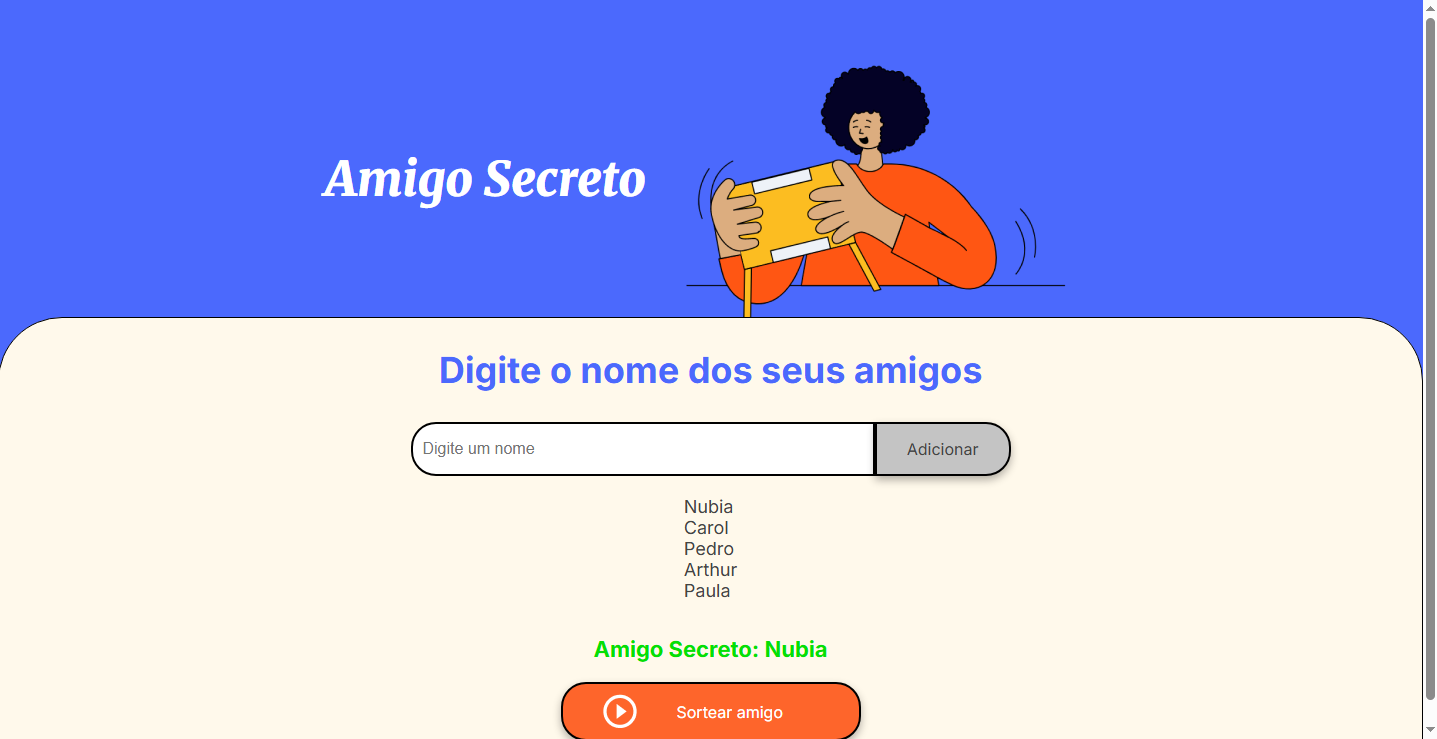 Amigo Secreto
Digite o nome dos seus amigos
Digite um nome
Adicionar
Nubia
Carol
Pedro
Arthur
Paula
Amigo Secreto: Nubia
Sortear amigo